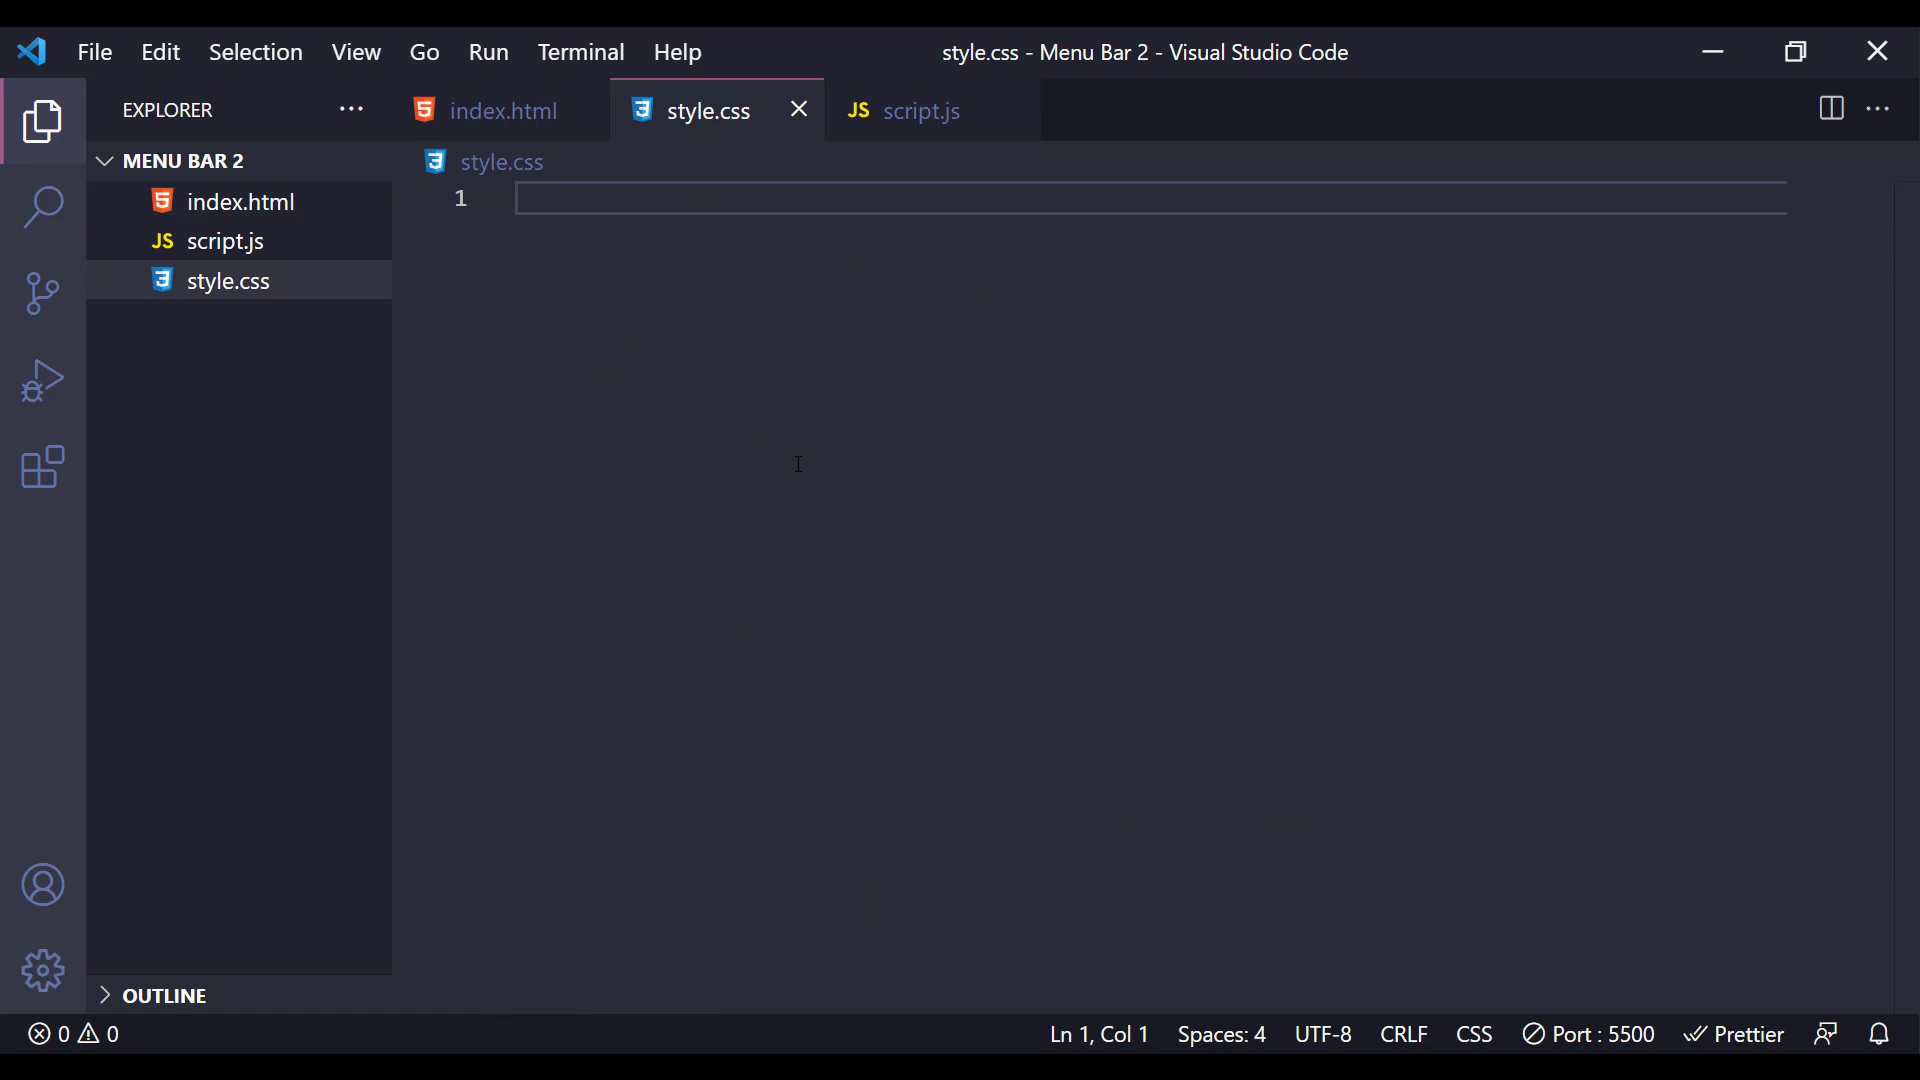 File Edit Selection View Go Run Terminal Help style.css - Menu Bar 2 - Visual Studio Code
EXPLORER index.html style.css JS script.js
MENU BAR 2 style.css
index.html 1
JS script.js
style.css
OUTLINE
0 0 Ln 1, Col 1 Spaces: 4 UTF-8 CRLF CSS Port : 5500 Prettier